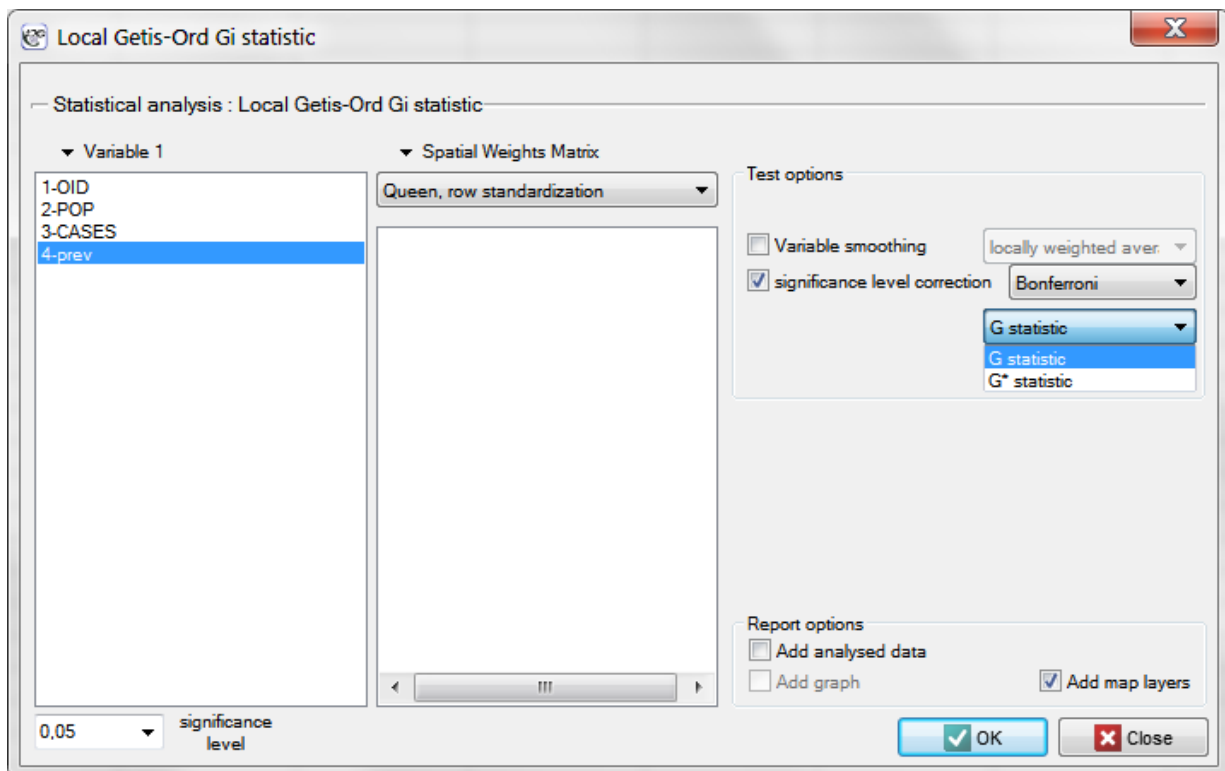 Local Getis-Ord Gi statistic
Statistical analysis : Local Getis-Ord Gi statistic
Variable 1
1-OID
2-POP
3-CASES
4-prev
0,05
significance
level
Spatial Weights Matrix
Queen, row standardization
Test options
Variable smoothing
locally weighted aver.
significance level correction
Bonferroni
G statistic
G statistic
G* statistic
Report options
Add analysed data
Add graph
Add map layers
OK
Close